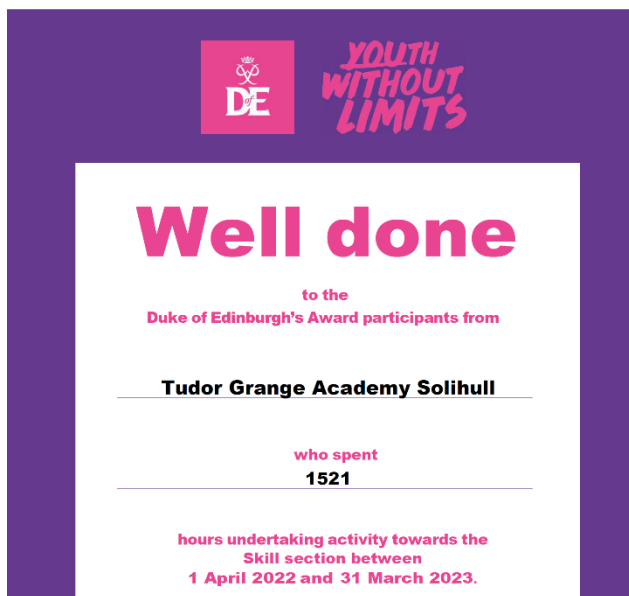 DofE
YOUTH
WITHOUT
LIMITS
Well done
to the
Duke of Edinburgh's Award participants from
Tudor Grange Academy Solihull
who spent
1521
hours undertaking activity towards the
Skill section between
1 April 2022 and 31 March 2023.